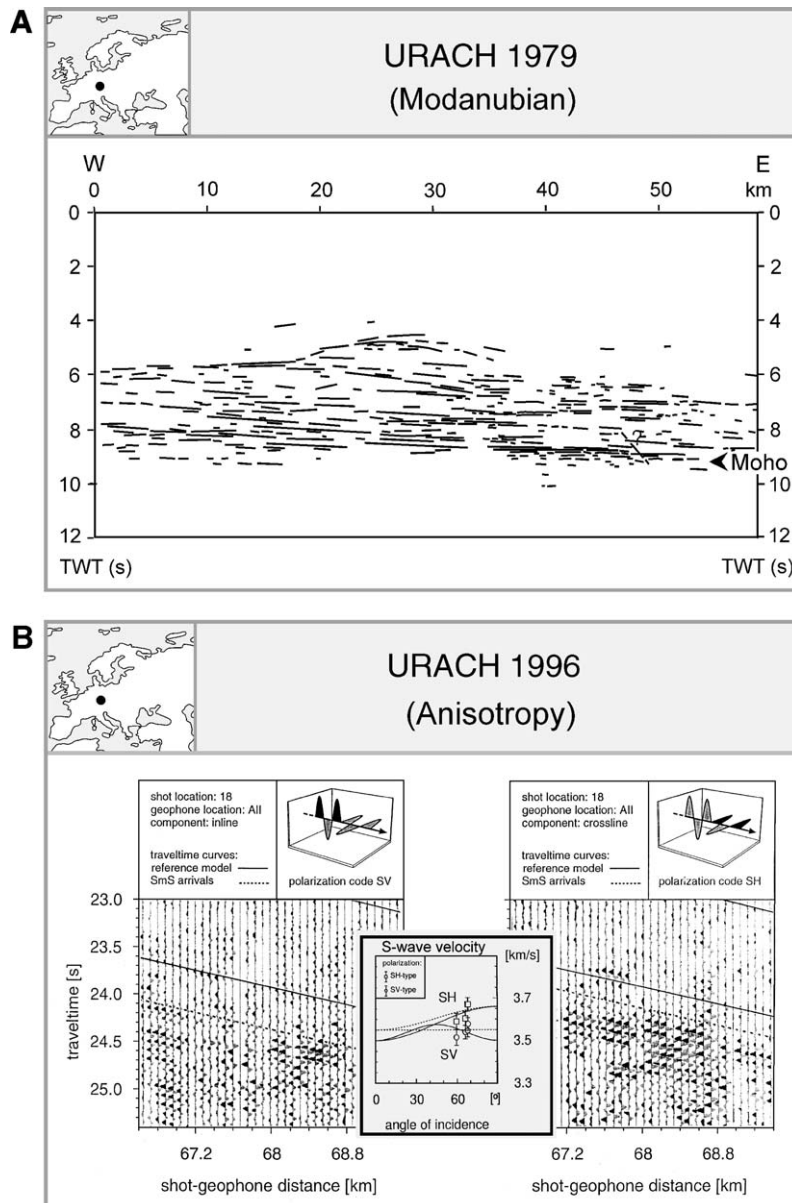 A
URACH 1979
(Modanubian)
W
E
0
10
20
30
40
50
km
0
0
2
2
4
4
6
6
8
8
?
Moho
10
10
12
12
TWT (s)
TWT (s)
B
URACH 1996
(Anisotropy)
shot location: 18
geophone location: All
component: inline
traveltime curves:
reference model
SmS arrivals
polarization code SV
shot location: 18
geophone location: All
component: crossline
traveltime curves:
reference model
SmS arrivals
polarization code SH
23.0
23.5
24.0
24.5
25.0
traveltime [s]
S-wave velocity
[km/s]
polarization:
SH-type
SV-type
SH
SV
3.7
3.5
3.3
0
30
60
[º]
angle of incidence
67.2
68
68.8
shot-geophone distance [km]
67.2
68
68.8
shot-geophone distance [km]